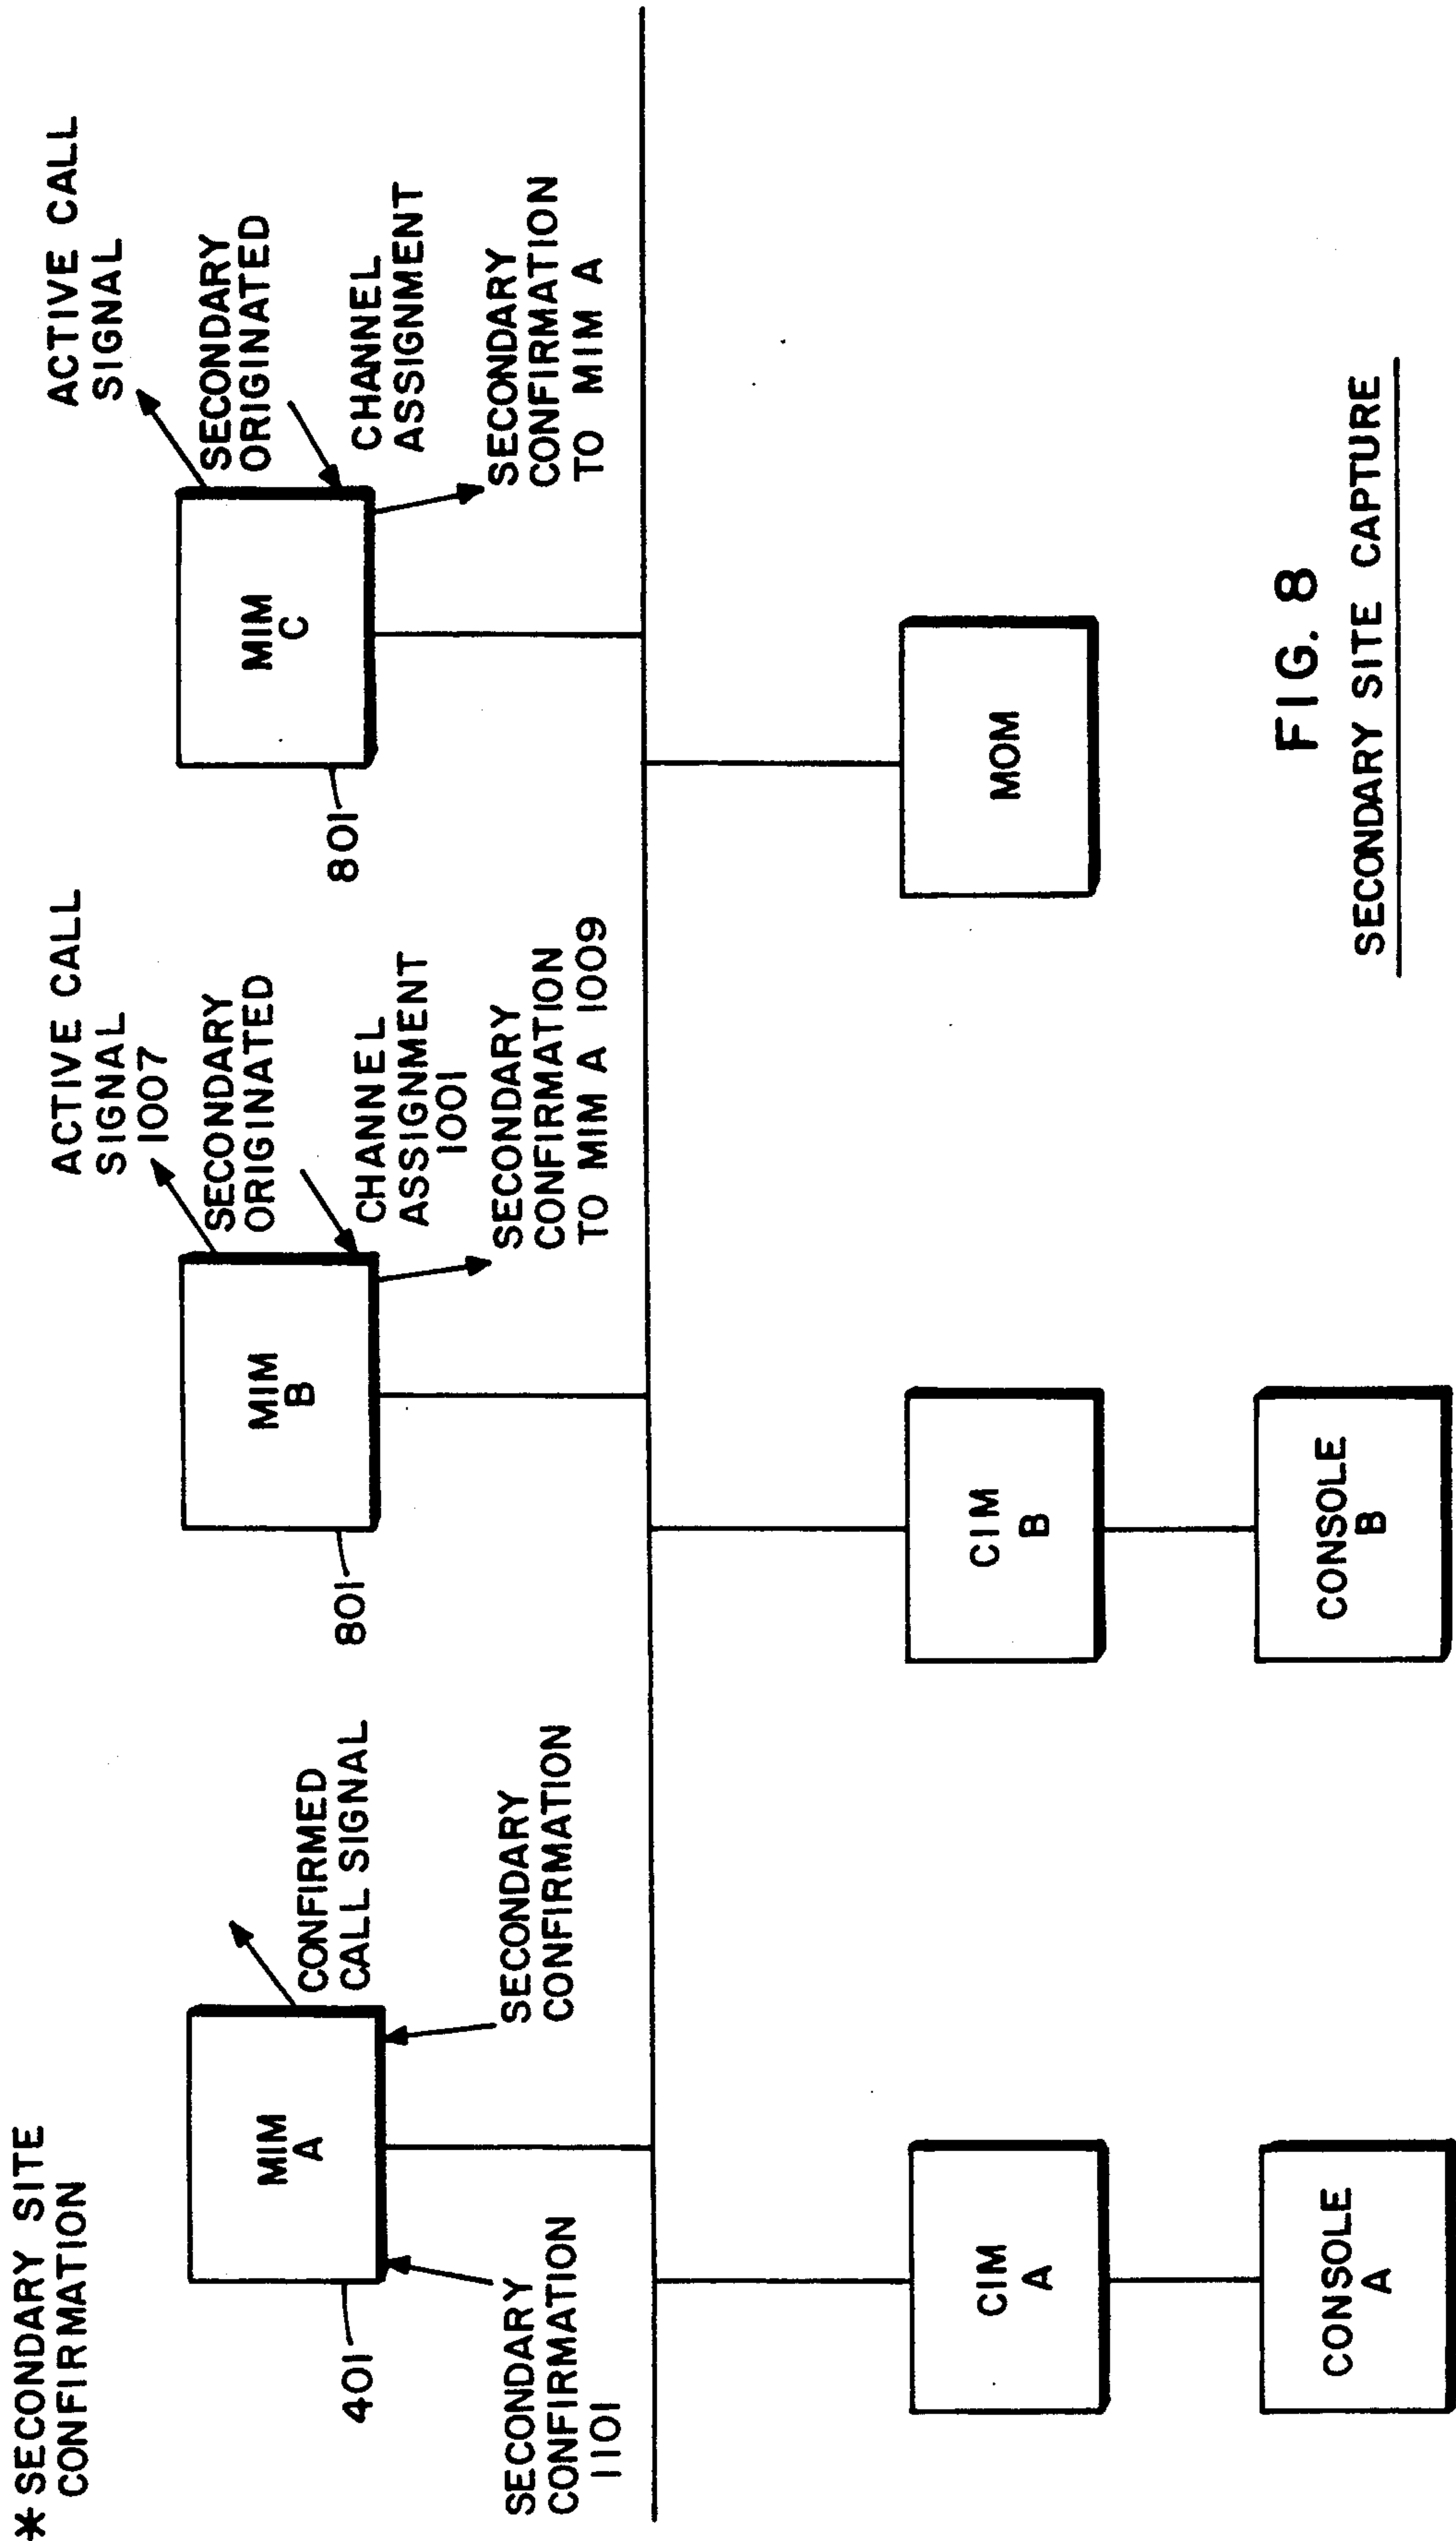 * SECONDARY SITE
CONFIRMATION
MIM
A
401
CONFIRMED
CALL SIGNAL
SECONDARY
CONFIRMATION
1101
SECONDARY
CONFIRMATION
MIM
B
801
ACTIVE CALL
SIGNAL
1007
SECONDARY
ORIGINATED
CHANNEL
ASSIGNMENT
1001
SECONDARY
CONFIRMATION
TO MIM A 1009
MIM
C
801
ACTIVE CALL
SIGNAL
SECONDARY
ORIGINATED
CHANNEL
ASSIGNMENT
SECONDARY
CONFIRMATION
TO MIM A
CIM
A
CONSOLE
A
CIM
B
CONSOLE
B
MOM
FIG. 8
SECONDARY SITE CAPTURE